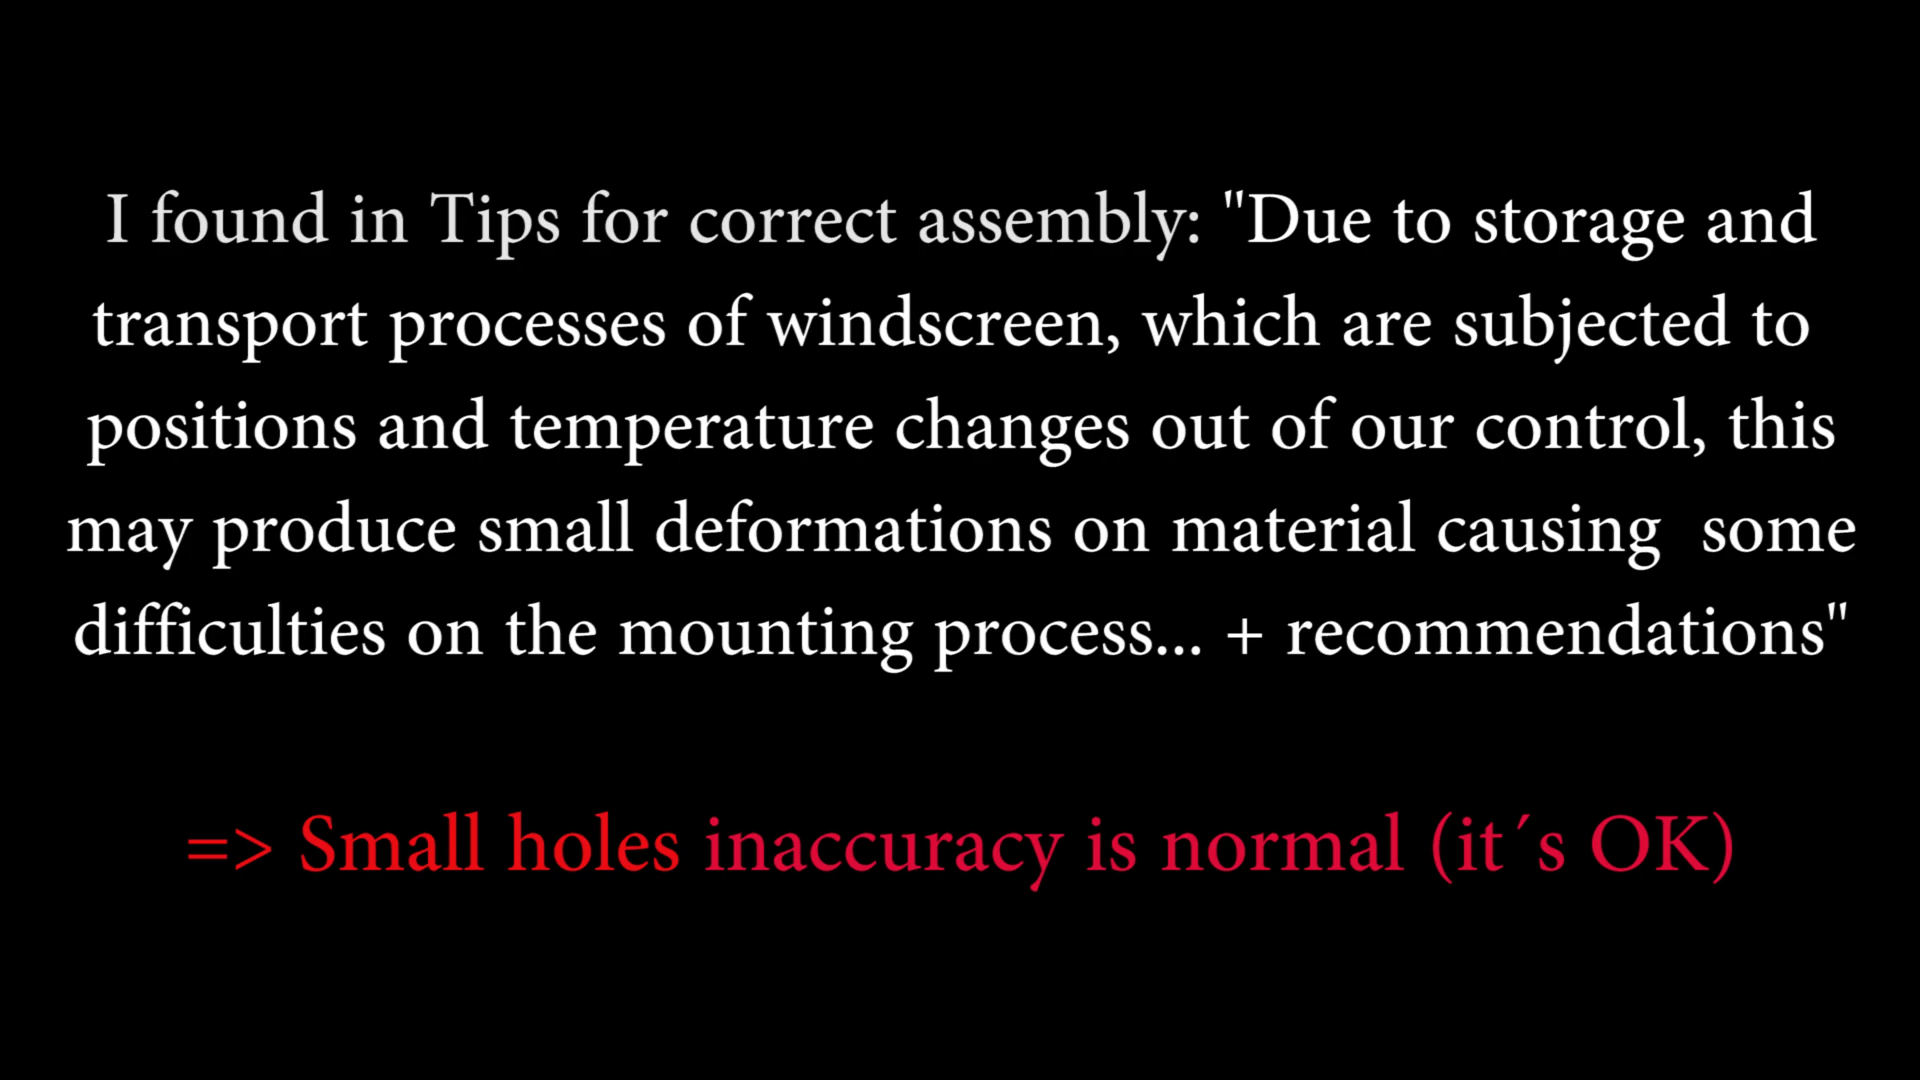 I found in Tips for correct assembly: "Due to storage and
transport processes of windscreen, which are subjected to
positions and temperature changes out of our control, this
may produce small deformations on material causing  some
difficulties on the mounting process... + recommendations"
=> Small holes inaccuracy is normal (it´s OK)